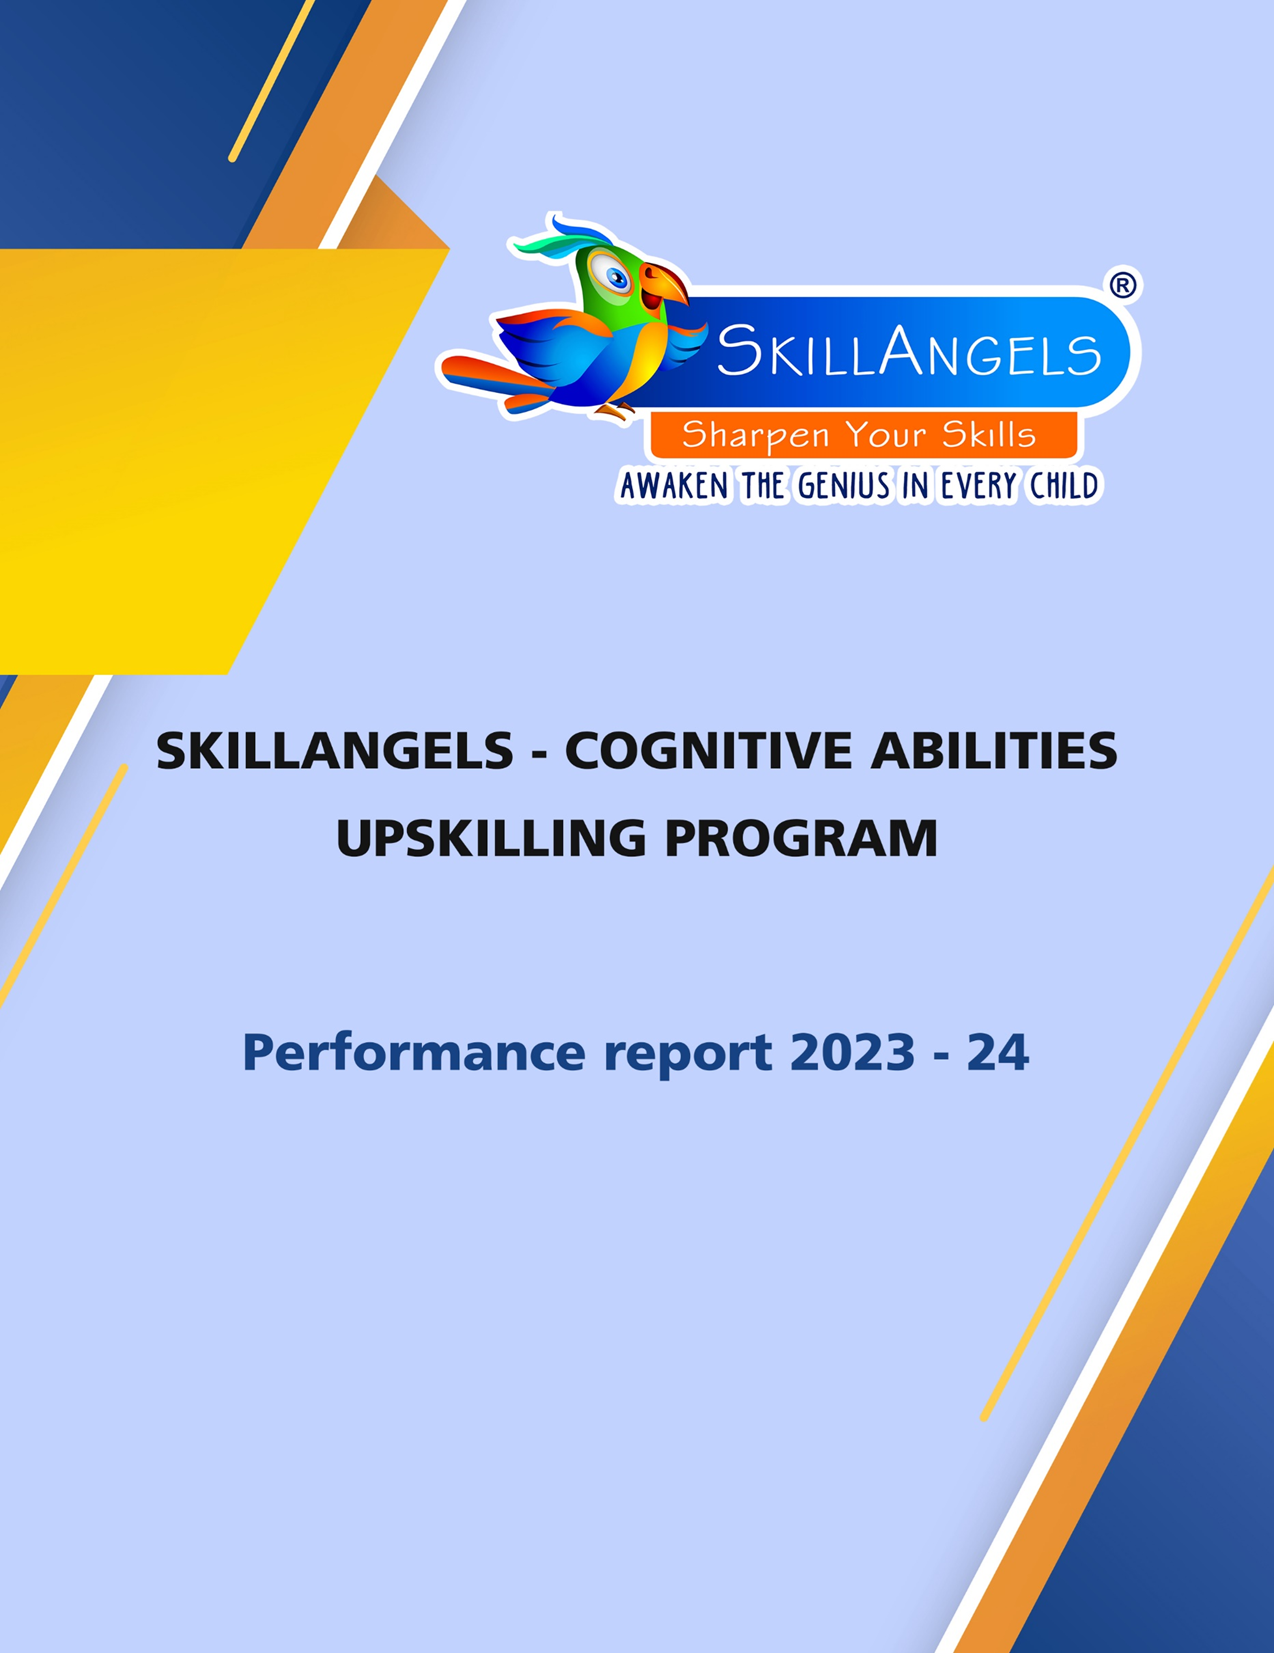 SKILLANGELS ®
Sharpen Your Skills
AWAKEN THE GENIUS IN EVERY CHILD
SKILLANGELS - COGNITIVE ABILITIES
UPSKILLING PROGRAM
Performance report 2023 - 24